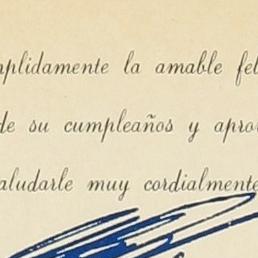 mplidamente la amable fel
de su cumpleaños y apro
aludarle muy cordialmente